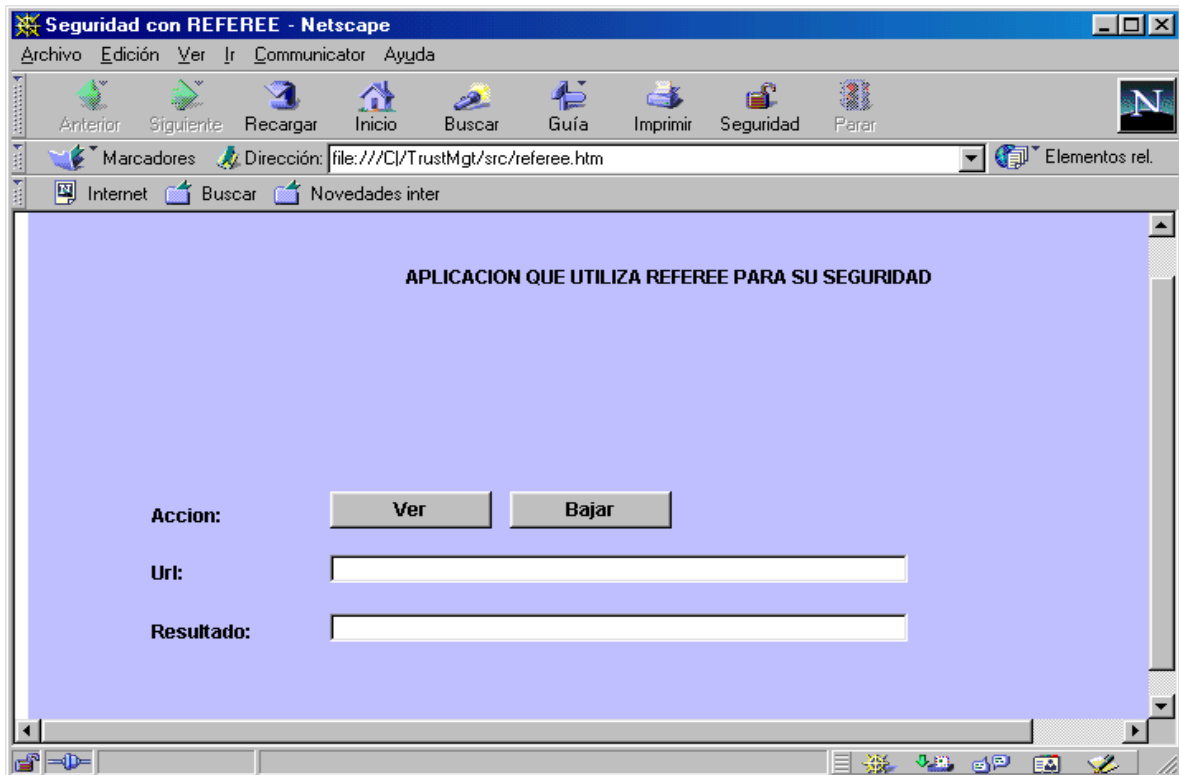 Seguridad con REFEREE - Netscape
Archivo Edición Ver Ir Communicator Ayuda
Anterior Siguiente Recargar Inicio Buscar Guía Imprimir Seguridad Parar
N
Marcadores Dirección: file:///C|/TrustMgt/src/referee.htm Elementos rel.
Internet Buscar Novedades inter
APLICACION QUE UTILIZA REFEREE PARA SU SEGURIDAD
Accion: Ver Bajar
Url:
Resultado: